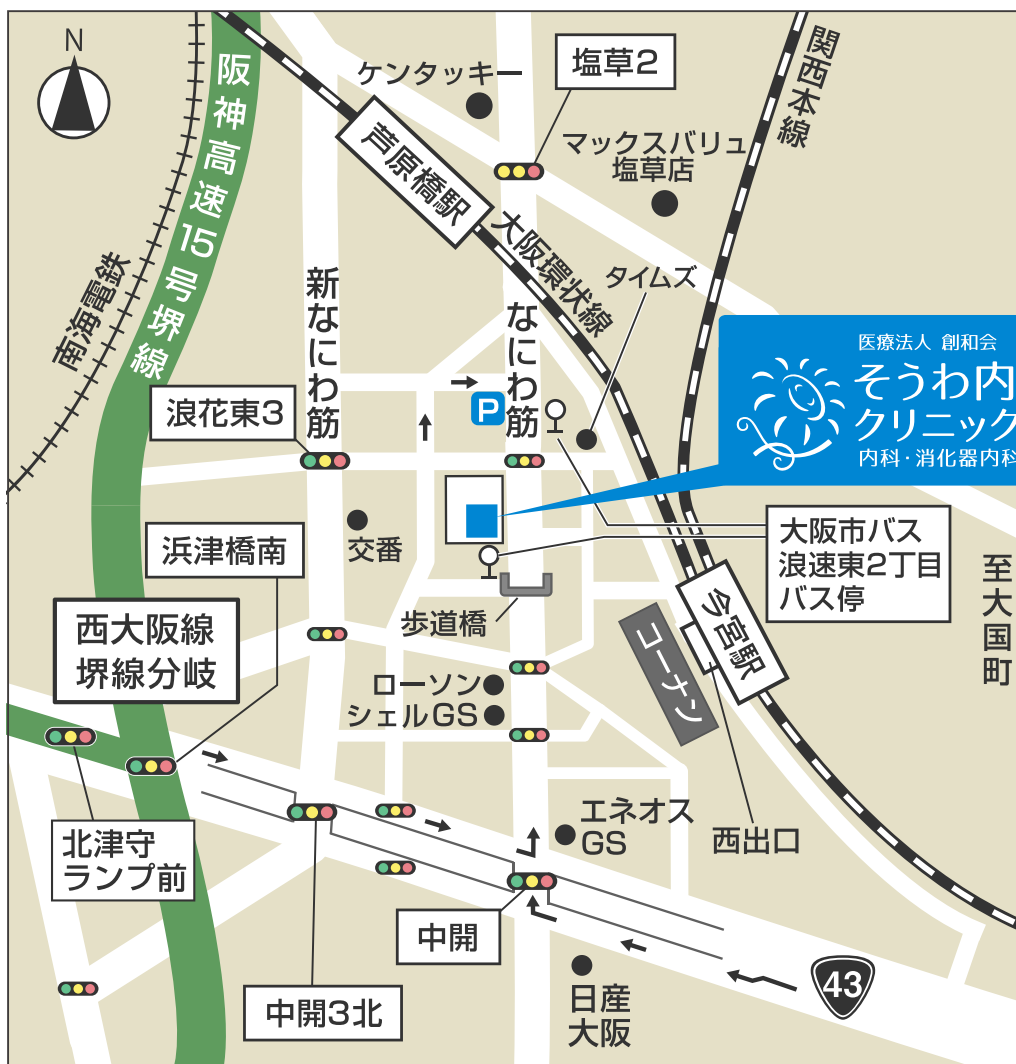 N
阪神高速15号堺線
ケンタッキー
塩草2
関西本線
マックスバリュ
塩草店
芦原橋駅
大阪環状線
南海電鉄
新なにわ筋
なにわ筋
タイムズ
医療法人 創和会
そうわ内
クリニック
内科・消化器内科
浪花東3
P
交番
浜津橋南
大阪市バス
浪速東2丁目
バス停
至大国町
歩道橋
今宮駅
コーナン
西大阪線
堺線分岐
ローソン
シェルGS
エネオス
GS
西出口
北津守
ランプ前
中開
中開3北
日産
大阪
43